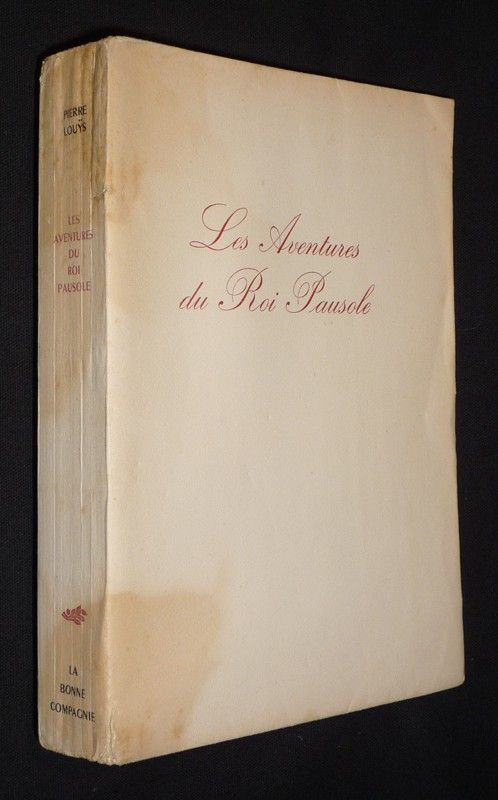 PIERRE
LOUŸS
LES
AVENTURES
DU
ROI
PAUSOLE
LA
BONNE
COMPAGNIE
Les Aventures
du Roi Pausole